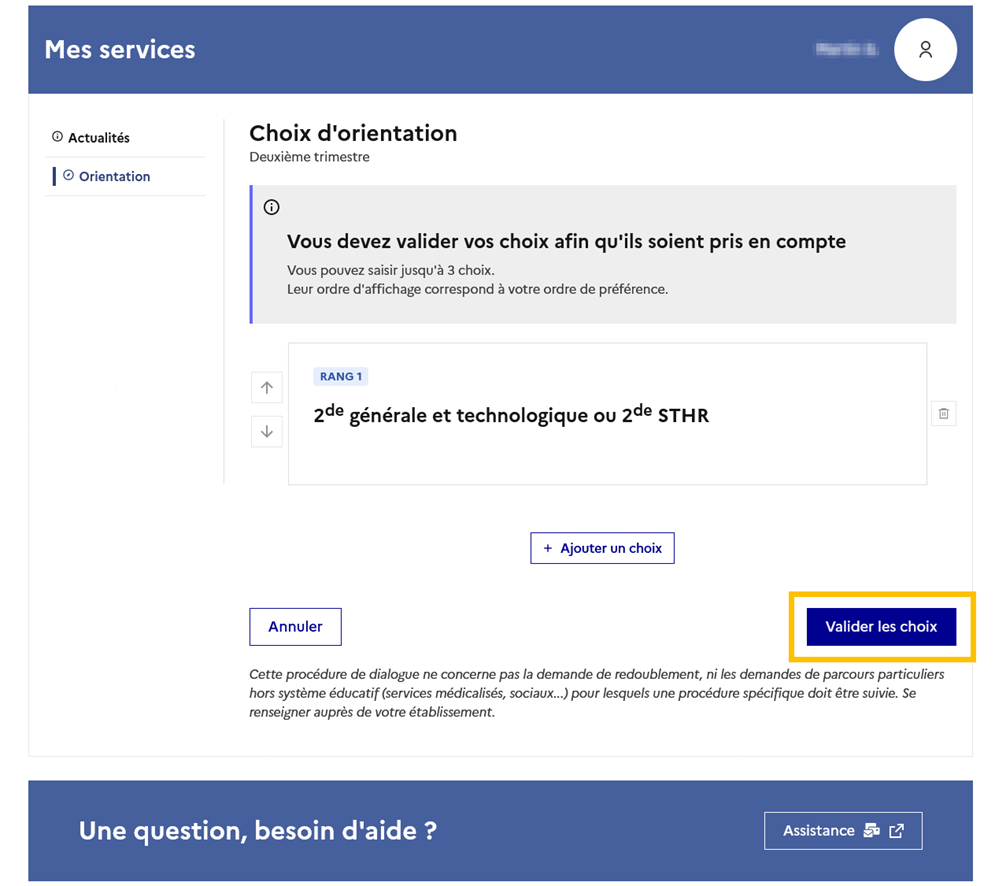 Mes services
Actualités
Orientation
Choix d'orientation
Deuxième trimestre
Vous devez valider vos choix afin qu'ils soient pris en compte
Vous pouvez saisir jusqu'à 3 choix.
Leur ordre d'affichage correspond à votre ordre de préférence.
RANG 1
2de générale et technologique ou 2de STHR
+ Ajouter un choix
Annuler
Valider les choix
Cette procédure de dialogue ne concerne pas la demande de redoublement, ni les demandes de parcours particuliers
hors système éducatif (services médicalisés, sociaux...) pour lesquels une procédure spécifique doit être suivie. Se
renseigner auprès de votre établissement.
Une question, besoin d'aide ?
Assistance